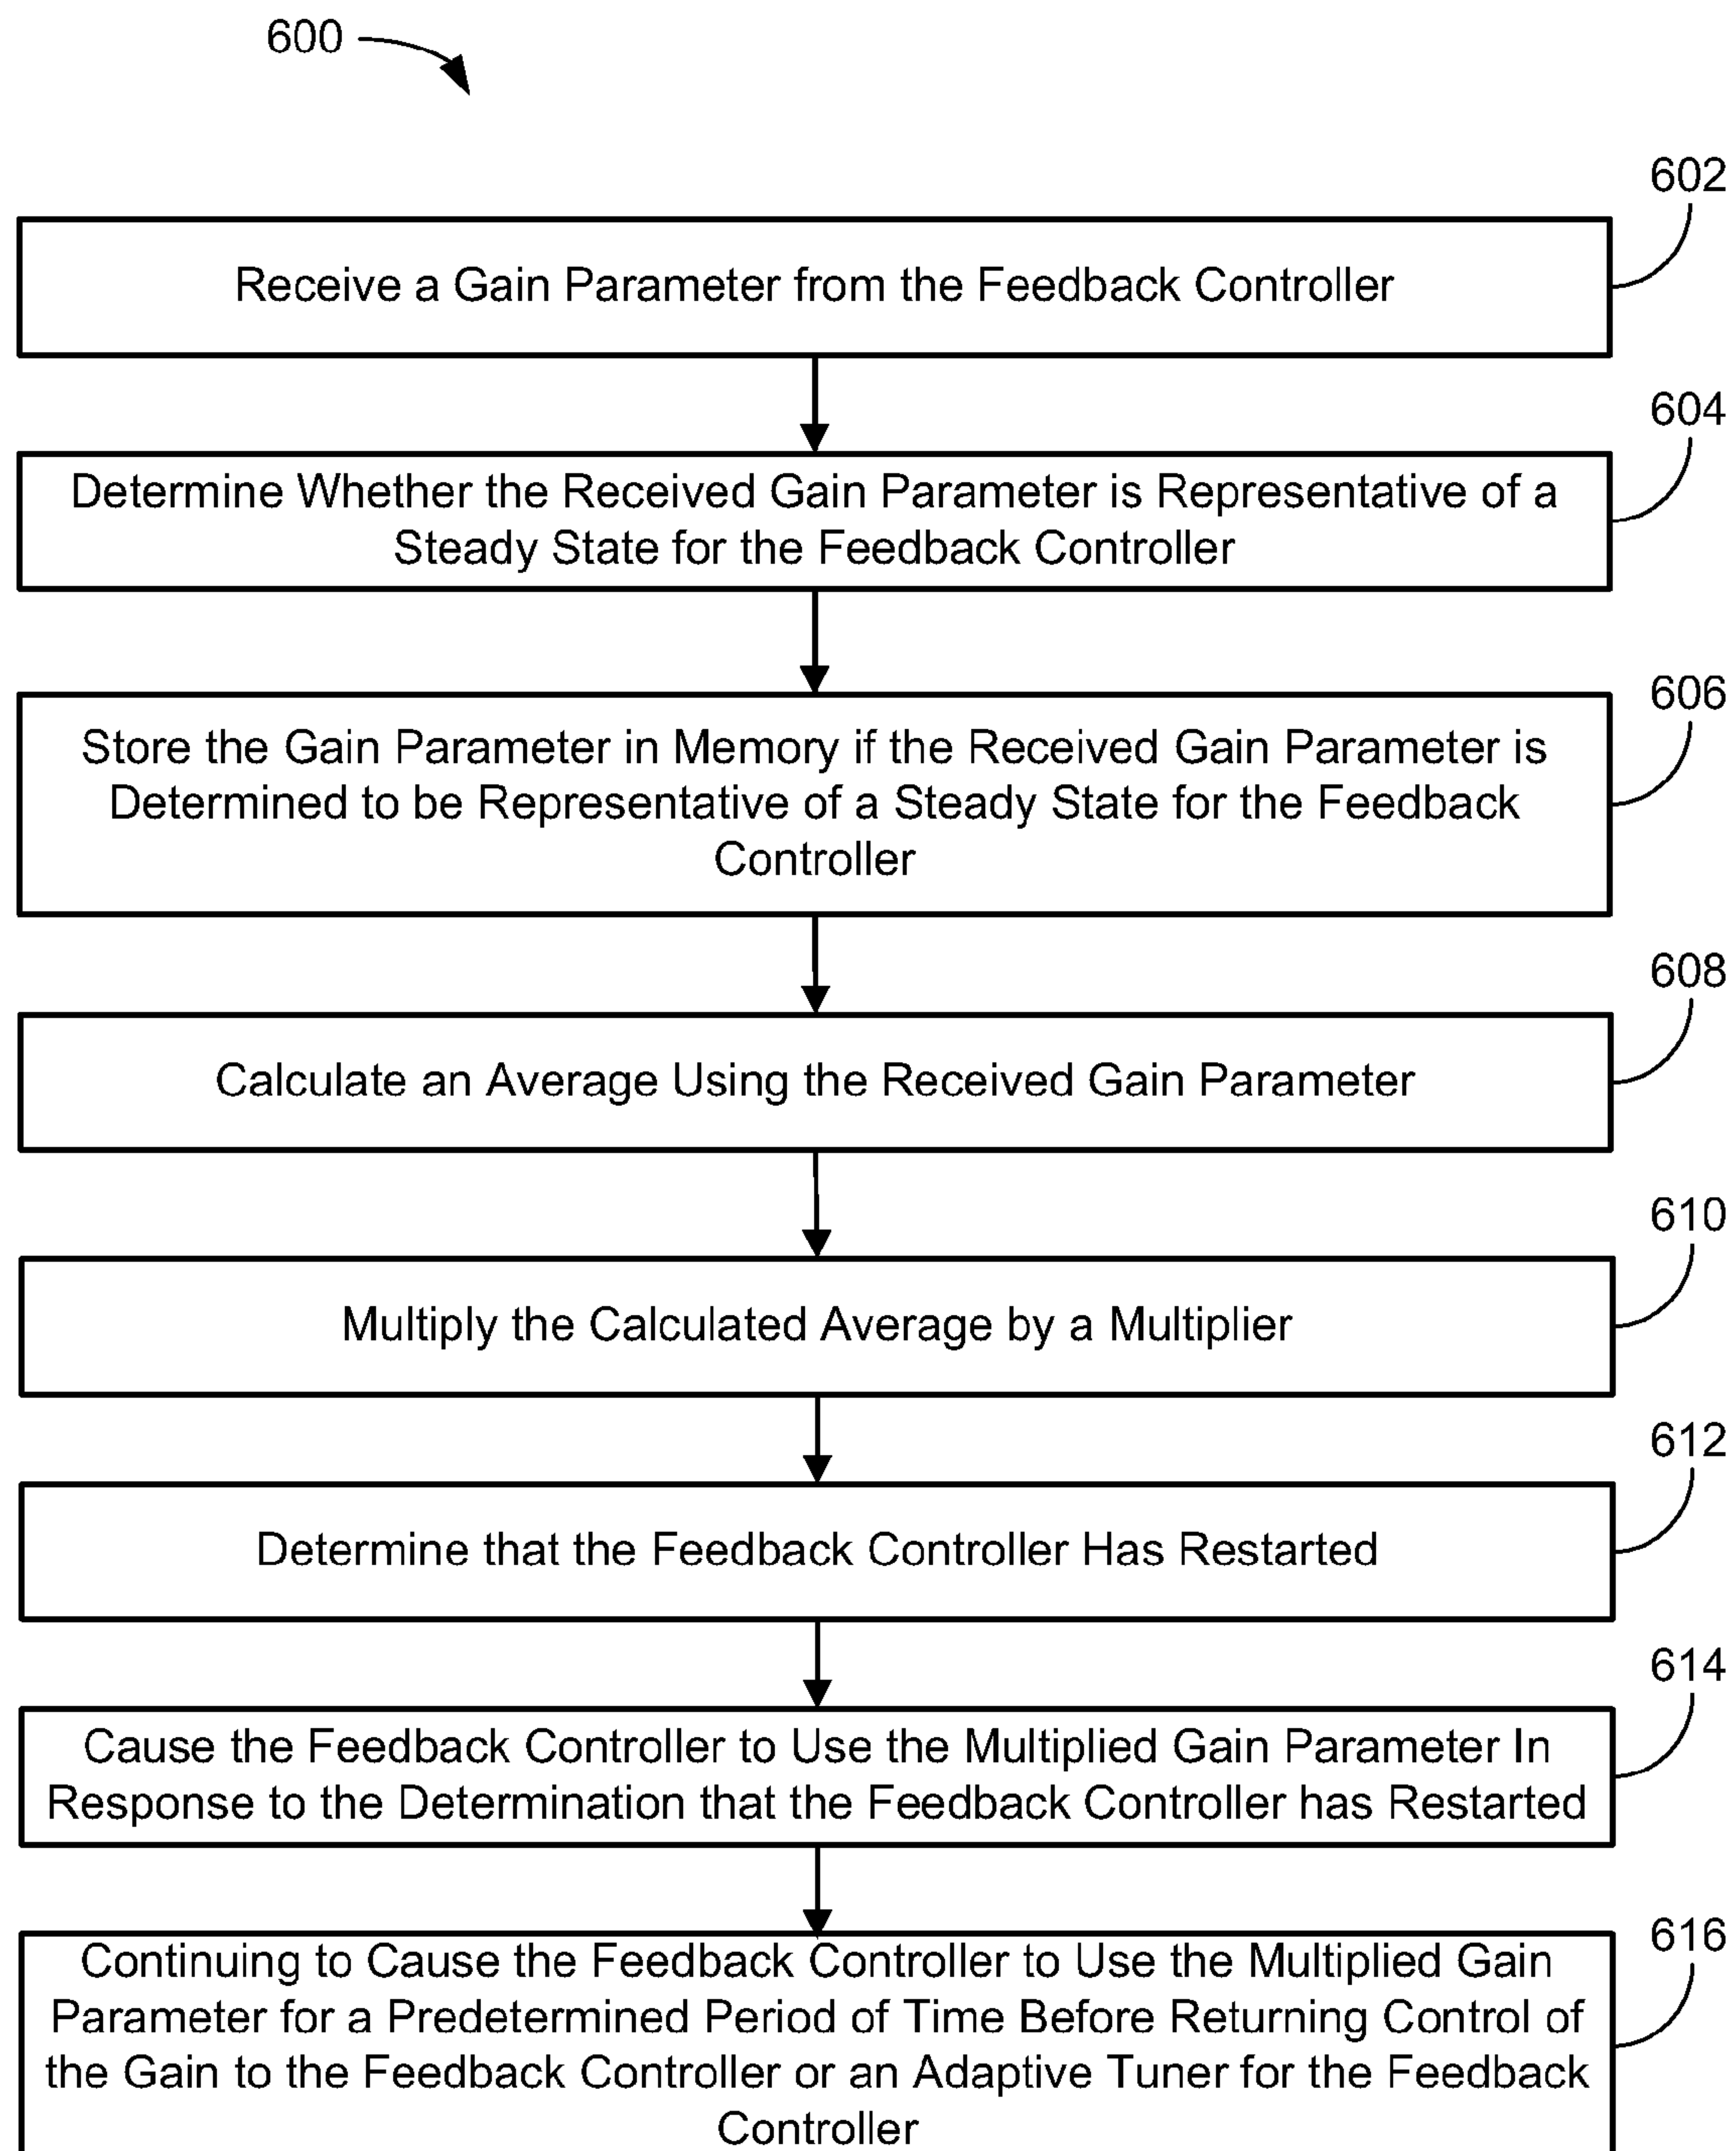 600
602
Receive a Gain Parameter from the Feedback Controller
604
Determine Whether the Received Gain Parameter is Representative of a
Steady State for the Feedback Controller
606
Store the Gain Parameter in Memory if the Received Gain Parameter is
Determined to be Representative of a Steady State for the Feedback
Controller
608
Calculate an Average Using the Received Gain Parameter
610
Multiply the Calculated Average by a Multiplier
612
Determine that the Feedback Controller Has Restarted
614
Cause the Feedback Controller to Use the Multiplied Gain Parameter In
Response to the Determination that the Feedback Controller has Restarted
616
Continuing to Cause the Feedback Controller to Use the Multiplied Gain
Parameter for a Predetermined Period of Time Before Returning Control of
the Gain to the Feedback Controller or an Adaptive Tuner for the Feedback
Controller